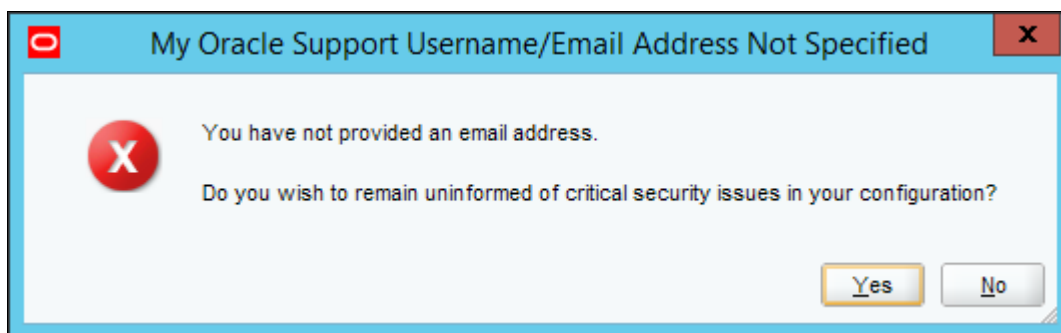 My Oracle Support Username/Email Address Not Specified
x
You have not provided an email address.
Do you wish to remain uninformed of critical security issues in your configuration?
Yes No